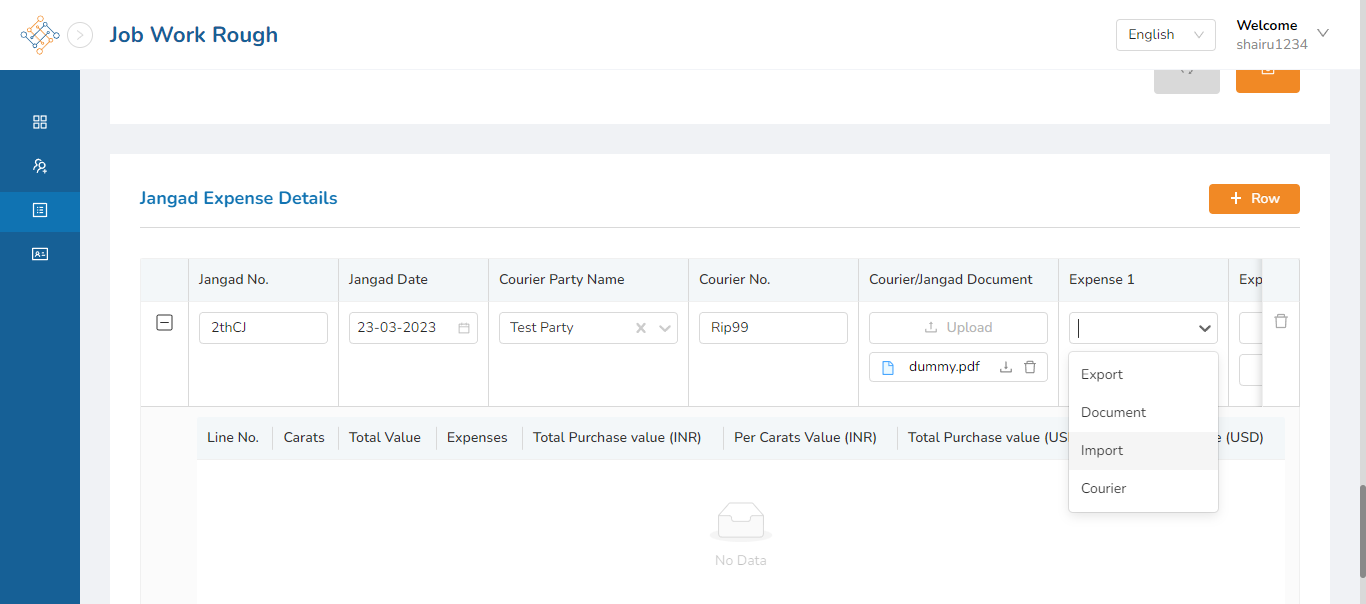 Job Work Rough
English
Welcome
shairu1234
Jangad Expense Details
+ Row
Jangad No.
Jangad Date
Courier Party Name
Courier No.
Courier/Jangad Document
Expense 1
Exp
2thCJ
23-03-2023
Test Party
Rip99
Upload
dummy.pdf
Export
Document
Import
Courier
Line No.
Carats
Total Value
Expenses
Total Purchase value (INR)
Per Carats Value (INR)
Total Purchase value (US
e (USD)
No Data